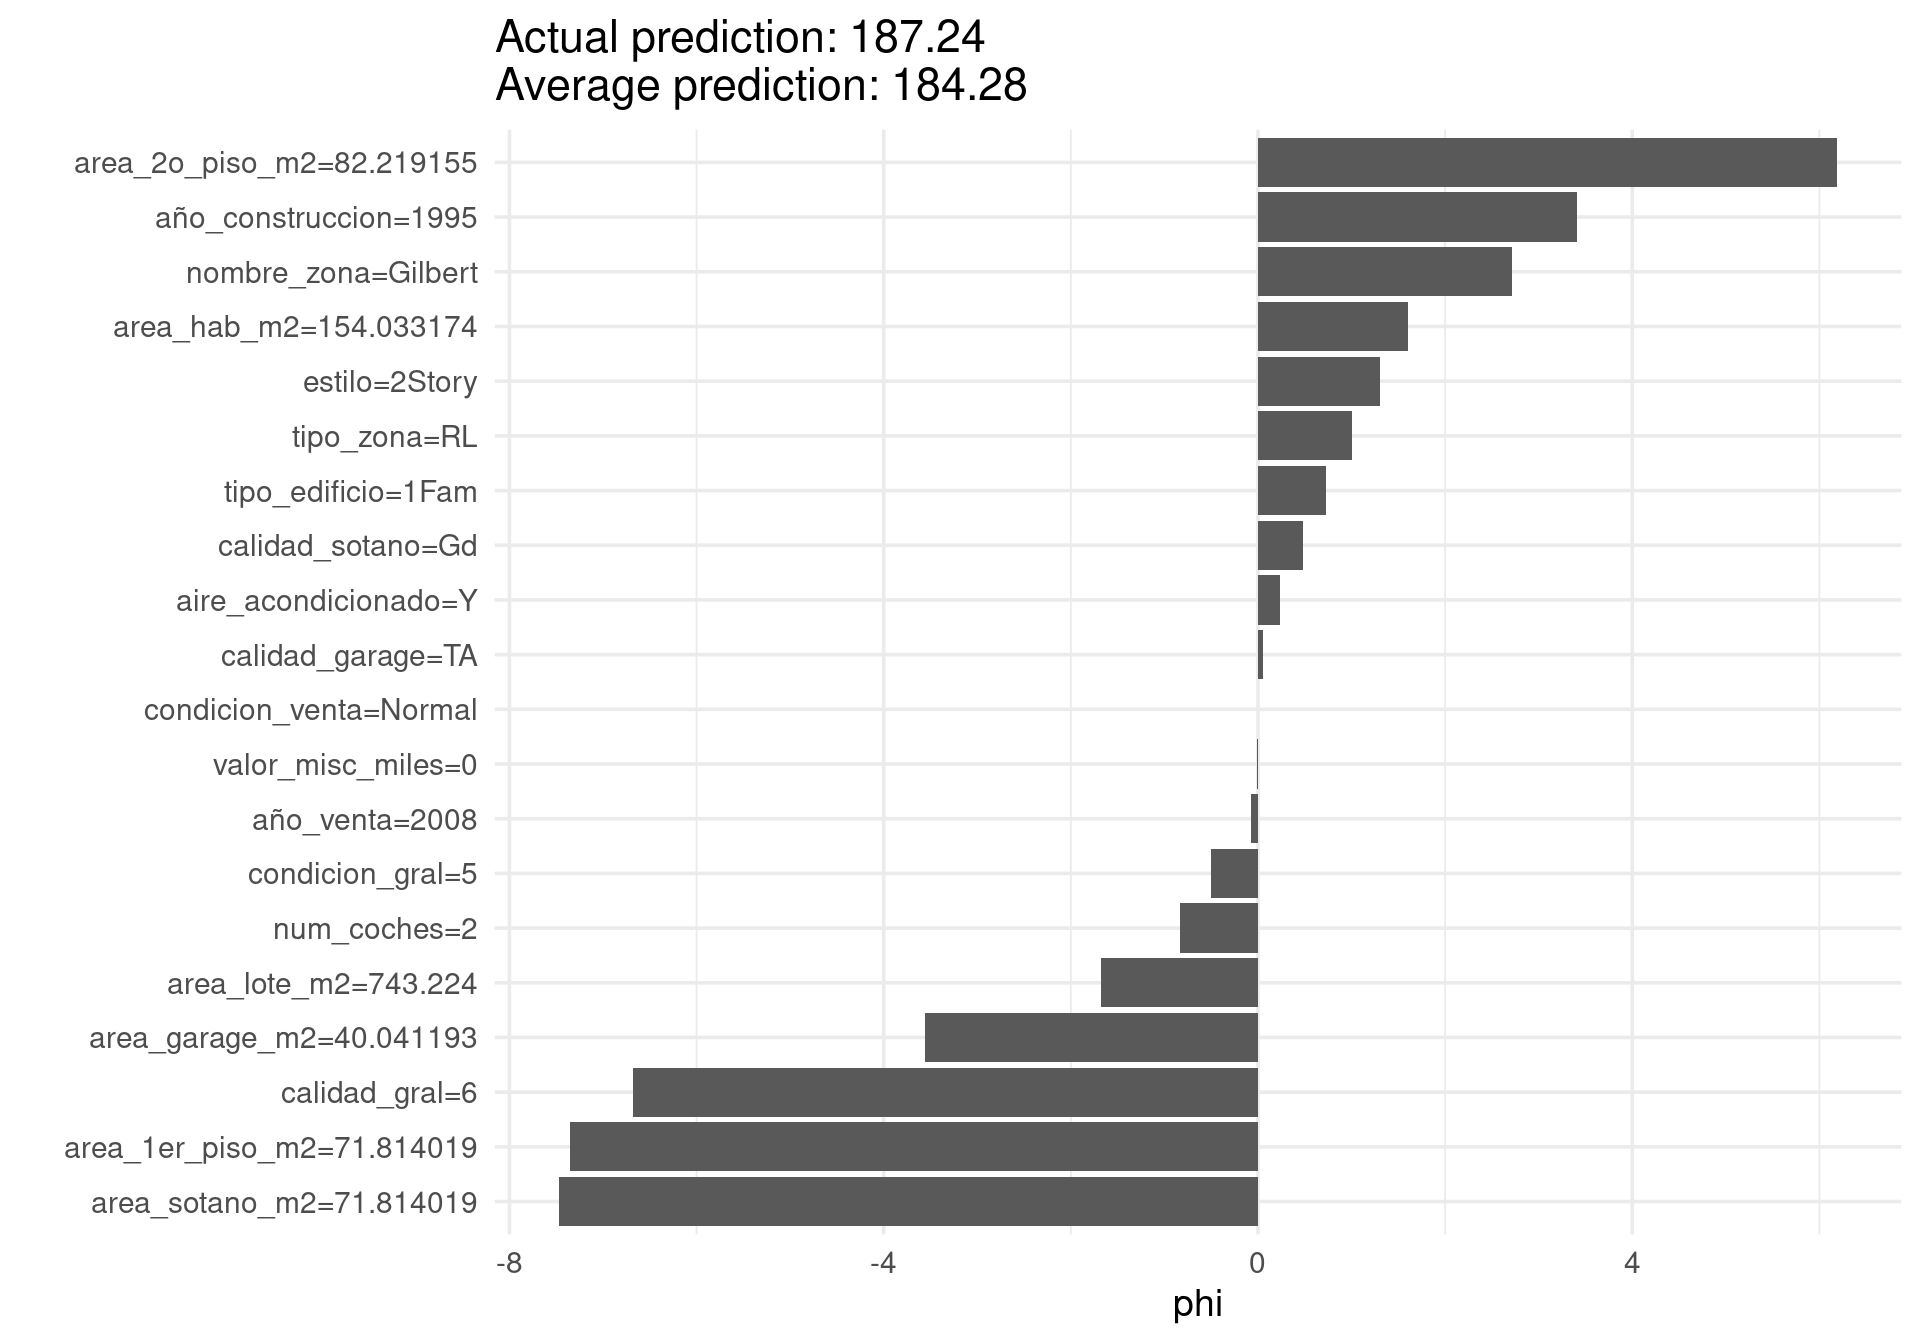 Actual prediction: 187.24
Average prediction: 184.28
area_2o_piso_m2=82.219155
año_construccion=1995
nombre_zona=Gilbert
area_hab_m2=154.033174
estilo=2Story
tipo_zona=RL
tipo_edificio=1Fam
calidad_sotano=Gd
aire_acondicionado=Y
calidad_garage=TA
condicion_venta=Normal
valor_misc_miles=0
año_venta=2008
condicion_gral=5
num_coches=2
area_lote_m2=743.224
area_garage_m2=40.041193
calidad_gral=6
area_1er_piso_m2=71.814019
area_sotano_m2=71.814019
-8 -4 0 4
phi